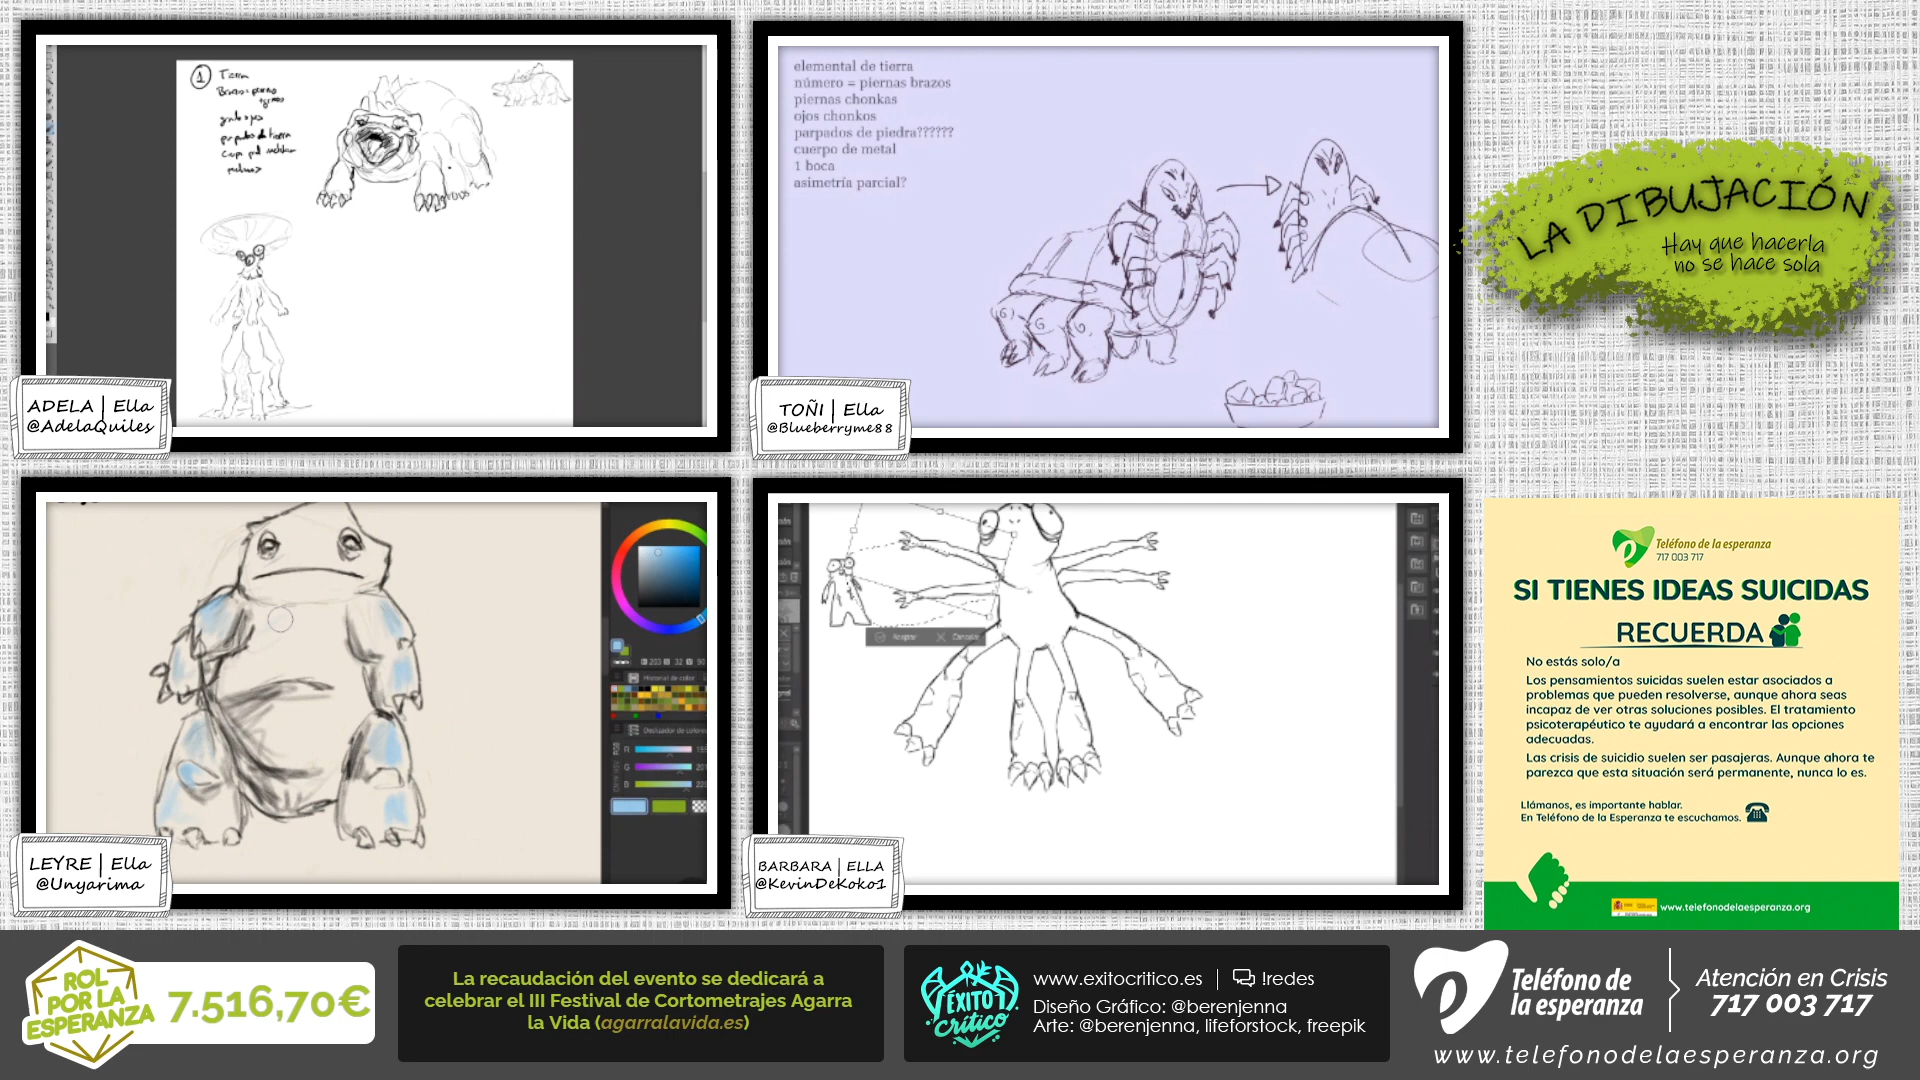 1 Tierra
elemental de tierra
número = piernas brazos
piernas chonkas
ojos chonkos
parpados de piedra??????
cuerpo de metal
1 boca
asimetría parcial?
LA DIBUJACIÓN
Hay que hacerla
no se hace sola
ADELA | Ella
@AdelaQuiles
TOÑI | Ella
@Blueberryme88
Aceptar
Cancelar
Historial de color
R
G
B
LEYRE | Ella
@Unyarima
BARBARA | ELLA
@KevinDeKoko1
Teléfono de la esperanza
717 003 717
SI TIENES IDEAS SUICIDAS
RECUERDA
No estás solo/a
Los pensamientos suicidas suelen estar asociados a
problemas que pueden resolverse, aunque ahora seas
incapaz de ver otras soluciones posibles. El tratamiento
psicoterapéutico te ayudará a encontrar las opciones
adecuadas.
Las crisis de suicidio suelen ser pasajeras. Aunque ahora te
parezca que esta situación será permanente, nunca lo es.
Llámanos, es importante hablar.
En Teléfono de la Esperanza te escuchamos.
www.telefonodelaesperanza.org
ROL
POR LA
ESPERANZA
7.516,70€
La recaudación del evento se dedicará a
celebrar el III Festival de Cortometrajes Agarra
la Vida (agarralavida.es)
ÉXITO
Crítico
www.exitocritico.es | !redes
Diseño Gráfico: @berenjenna
Arte: @berenjenna, lifeforstock, freepik
Teléfono de
la esperanza
Atención en Crisis
717 003 717
www.telefonodelaesperanza.org